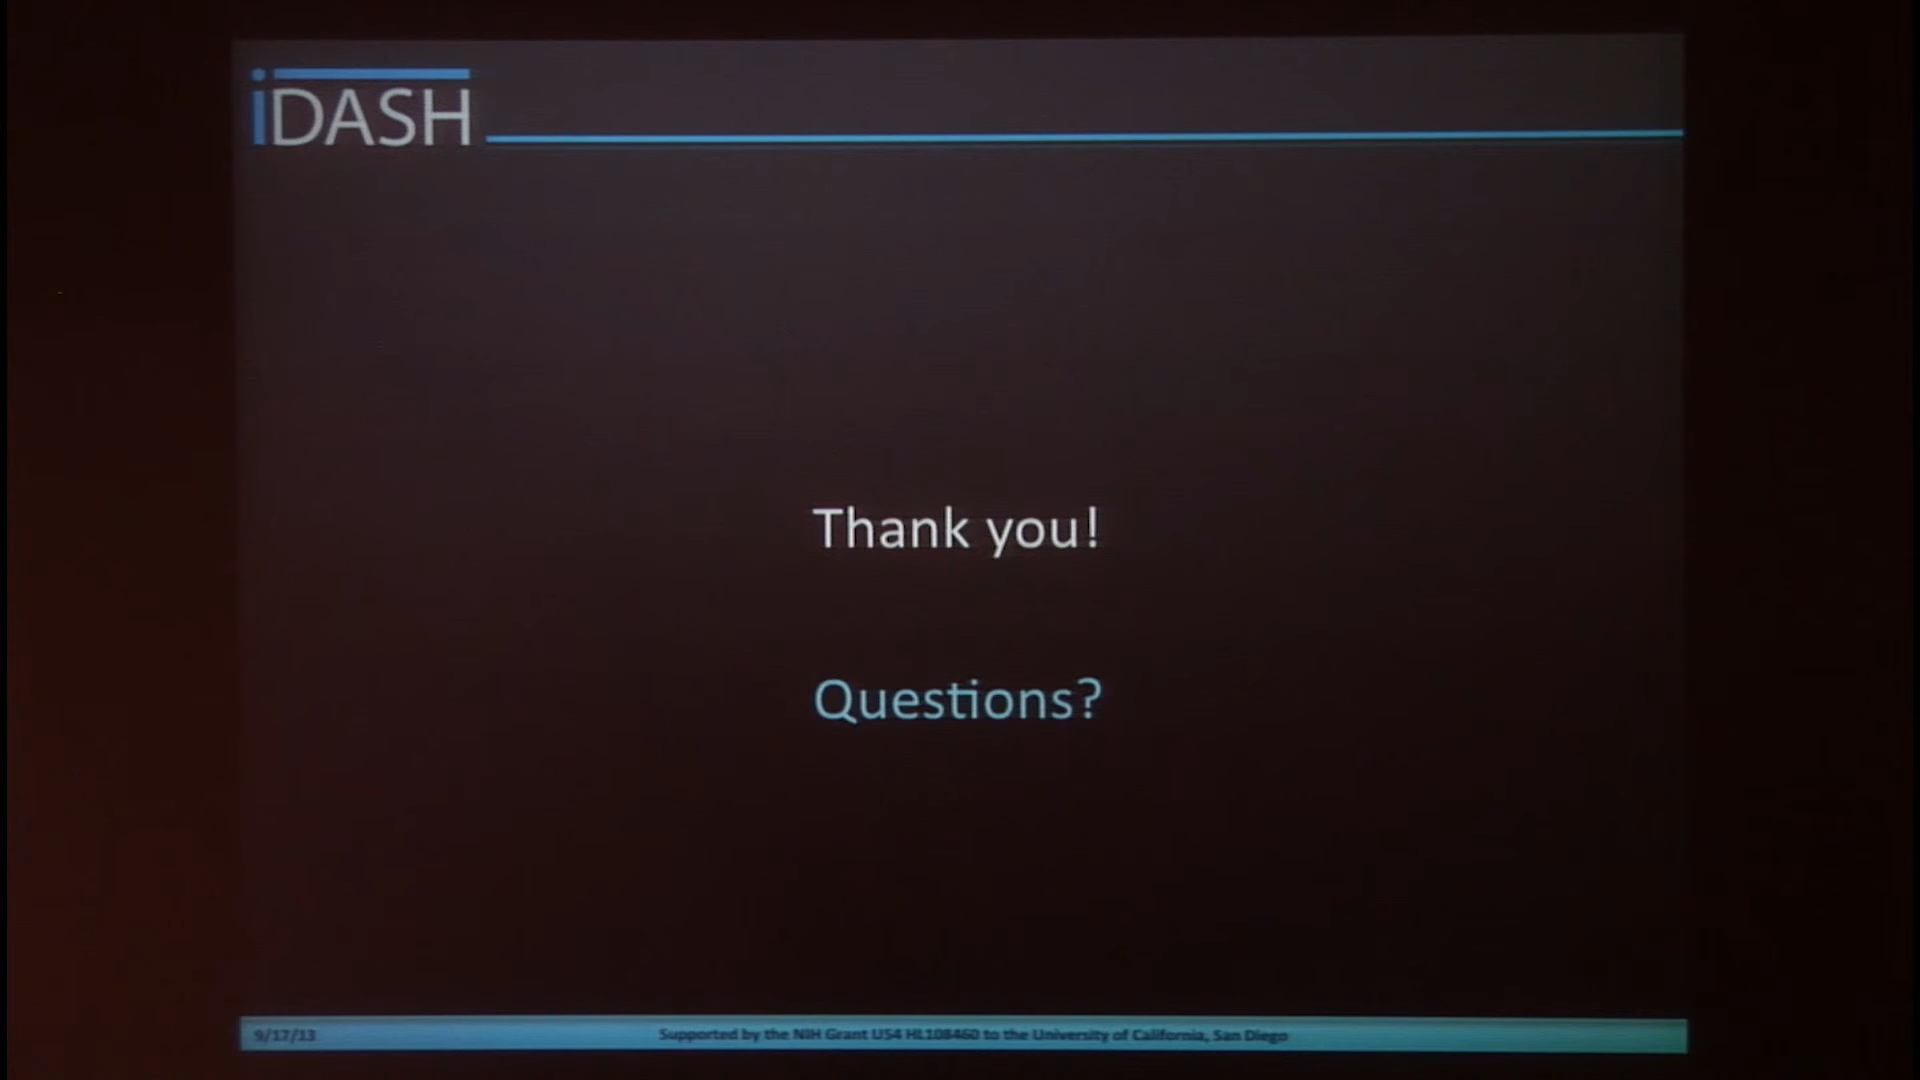 iDASH
Thank you!
Questions?
9/17/13
Supported by the NIH Grant U54 HL108460 to the University of California, San Diego